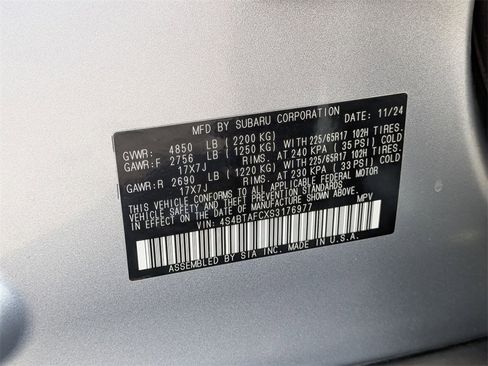 MFD BY SUBARU CORPORATION DATE: 11/24
GVWR: 4850 LB (2200 KG)
GAWR:F 2756 LB (1250 KG) WITH 225/65R17 102H TIRES.
17X7J RIMS. AT 240 KPA ( 35 PSI) COLD
GAWR:R 2690 LB (1220 KG) WITH 225/65R17 102H TIRES.
17X7J RIMS. AT 230 KPA ( 33 PSI) COLD
THIS VEHICLE CONFORMS TO ALL APPLICABLE FEDERAL MOTOR
VEHICLE SAFETY AND THEFT PREVENTION STANDARDS
IN EFFECT ON THE DATE OF MANUFACTURE SHOWN ABOVE.
VIN: 4S4BTAFCXS3176977 MPV
ASSEMBLED BY SIA INC. MADE IN U.S.A.